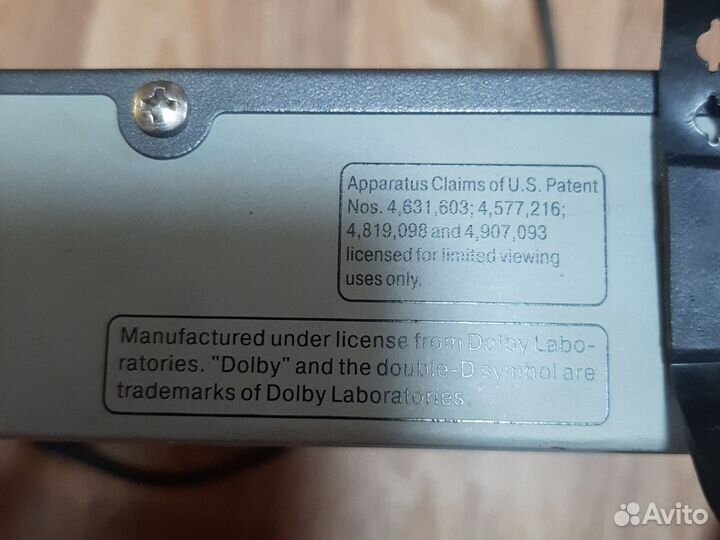 Apparatus Claims of U.S. Patent
Nos. 4,631,603; 4,577,216;
4,819,098 and 4,907,093
licensed for limited viewing
uses only.
Manufactured under license from Dolby Labo-
ratories. "Dolby" and the double-D symbol are
trademarks of Dolby Laboratories.
Avito